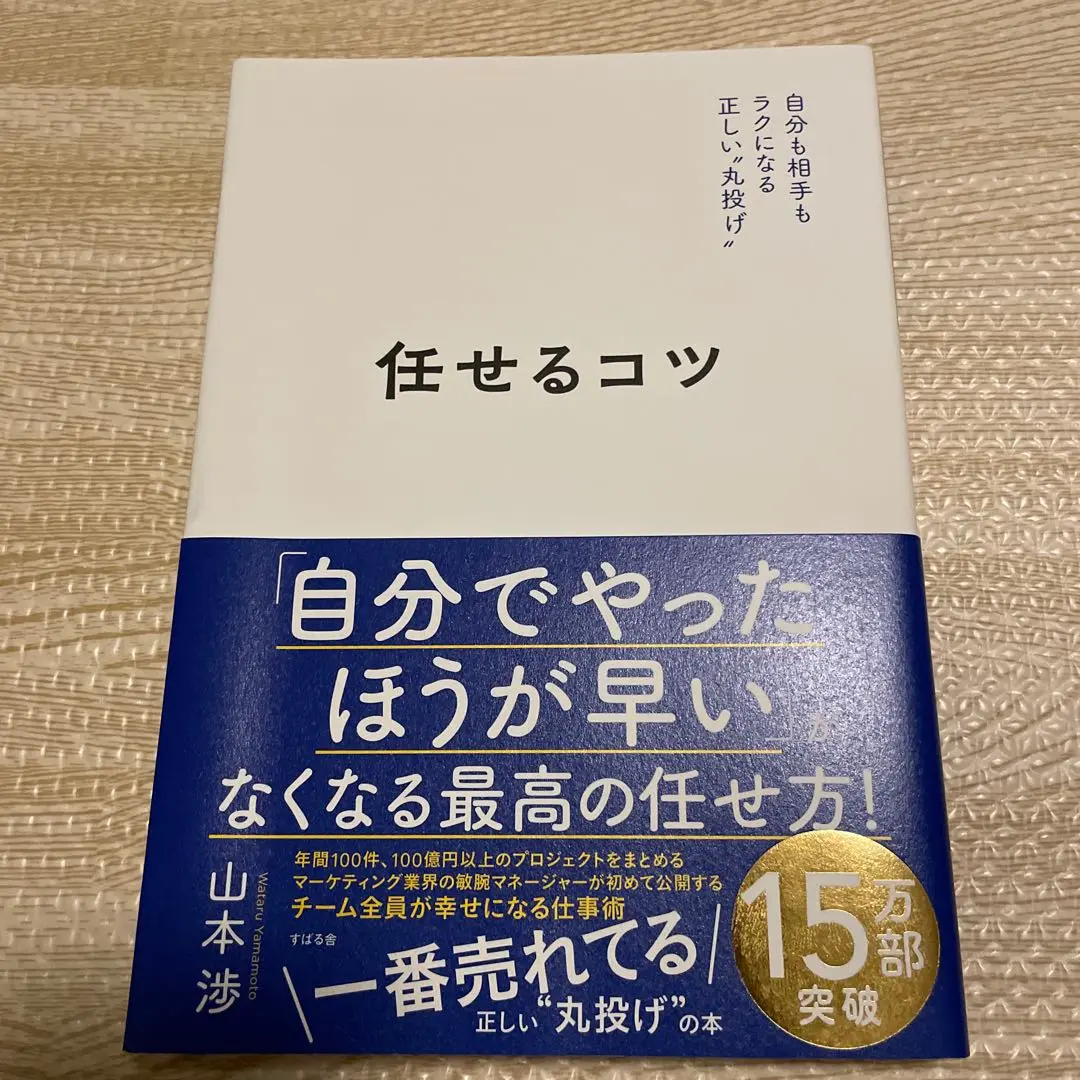 自分も相手も
ラクになる
正しい“丸投げ”
任せるコツ
「自分でやった
ほうが早い」が
なくなる最高の任せ方!
年間100件、100億円以上のプロジェクトをまとめる
マーケティング業界の敏腕マネージャーが初めて公開する
チーム全員が幸せになる仕事術
山本 渉
Wataru Yamamoto
すばる舎
一番売れてる
正しい“丸投げ”の本
15万部
突破